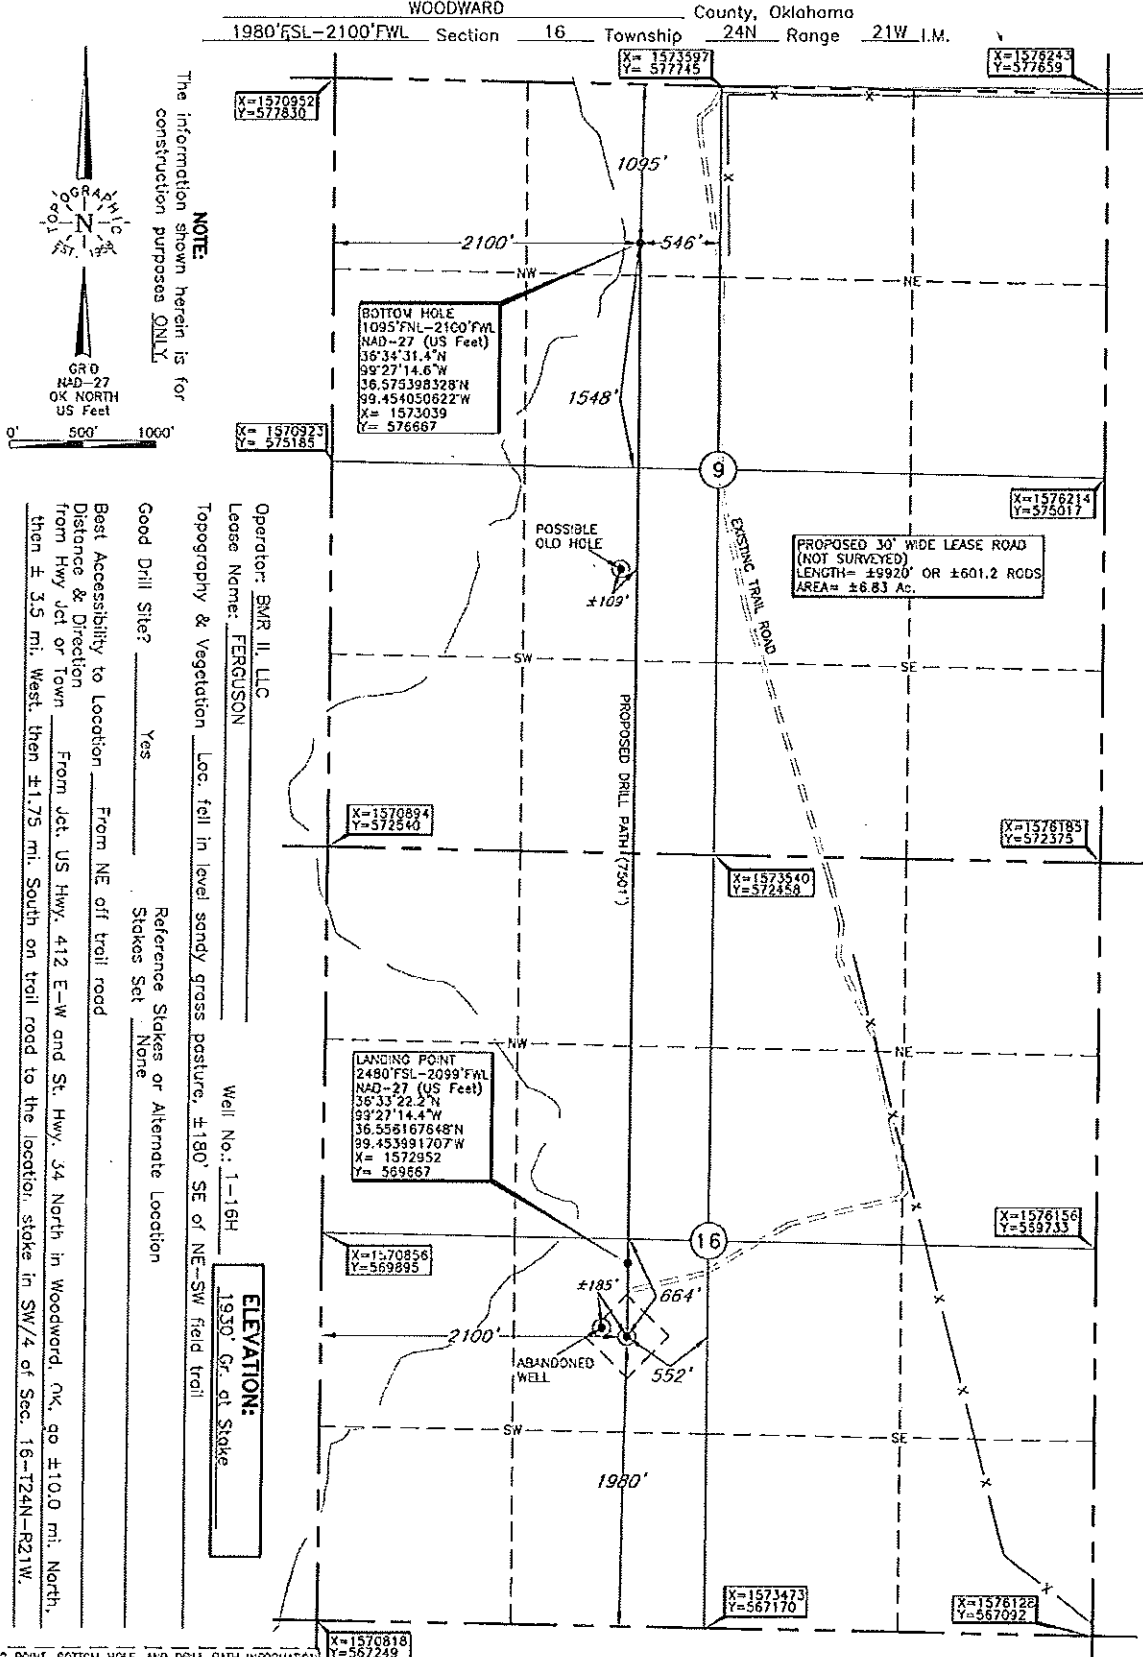 WOODWARD County, Oklahoma
1980'FSL-2100'FWL Section 16 Township 24N Range 21W I.M.
X= 1573597
Y= 577745
X= 1576243
Y= 577659
X=1570952
Y=577830
1095'
2100'
546'
NW
NE
BOTTOM HOLE
1095'FNL-2100'FWL
NAD-27 (US Feet)
36°34'31.4"N
99°27'14.6"W
36.575398328°N
99.454050622°W
X= 1573039
Y= 576667
1548'
X= 1570923
Y= 575185
9
X=1576214
Y=575017
POSSIBLE
OLD HOLE
±109'
EXISTING TRAIL ROAD
PROPOSED 30' WIDE LEASE ROAD
(NOT SURVEYED)
LENGTH= ±9920' OR ±601.2 RODS
AREA= ±6.83 Ac.
SW
SE
PROPOSED DRILL PATH (7501')
X=1570894
Y=572540
X=1573540
Y=572458
X=1576185
Y=572375
NW
NE
LANDING POINT
2480'FSL-2099'FWL
NAD-27 (US Feet)
36°33'22.2"N
99°27'14.4"W
36.556167648°N
99.453991707°W
X= 1572952
Y= 569667
X=1570856
Y=569895
16
X=1576156
Y=569733
±185'
664'
2100'
552'
ABANDONED
WELL
SW
SE
1980'
X=1573473
Y=567170
X=1576128
Y=567092
X=1570818
Y=567249
TOPOGRAPHIC
N
EST. 1959
GRID
NAD-27
OK NORTH
US Feet
0' 500' 1000'
NOTE:
The information shown herein is for
construction purposes ONLY.
Operator: BMR II, LLC
Lease Name: FERGUSON Well No.: 1-16H
ELEVATION:
1930' Gr. at Stake
Topography & Vegetation Loc. fell in level sandy grass pasture, ±180' SE of NE-SW field trail
Good Drill Site? Yes
Reference Stakes or Alternate Location
Stakes Set None
Best Accessibility to Location From NE off trail road
Distance & Direction
from Hwy Jct or Town From Jct. US Hwy. 412 E-W and St. Hwy. 34 North in Woodward, OK, go ±10.0 mi. North,
then ± 3.5 mi. West, then ±1.75 mi. South on trail road to the location stake in SW/4 of Sec. 16-T24N-R21W.
POINT, BOTTOM HOLE AND DRILL PATH INFORMATION